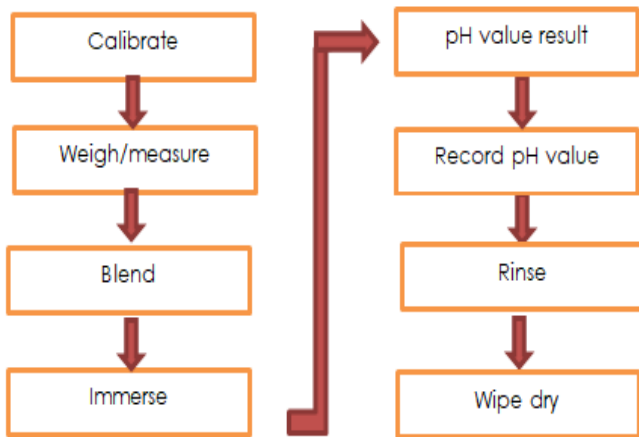 Calibrate
Weigh/measure
Blend
Immerse
pH value result
Record pH value
Rinse
Wipe dry